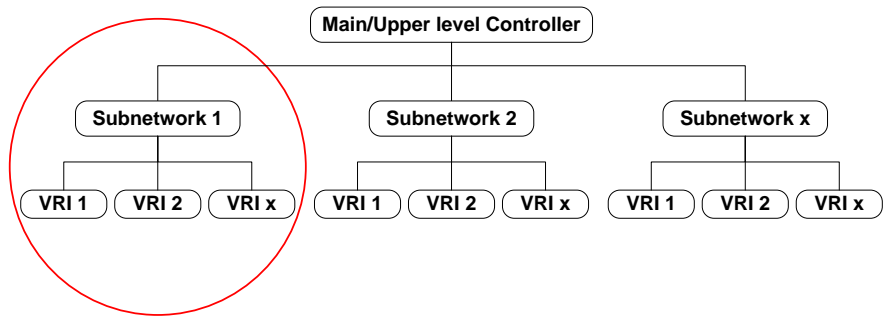 Main/Upper level Controller
Subnetwork 1
Subnetwork 2
Subnetwork x
VRI 1
VRI 2
VRI x
VRI 1
VRI 2
VRI x
VRI 1
VRI 2
VRI x